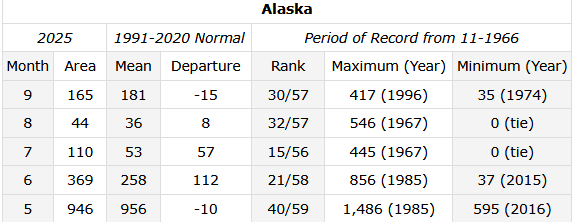 Alaska
2025 1991-2020 Normal Period of Record from 11-1966
Month Area Mean Departure Rank Maximum (Year) Minimum (Year)
9 165 181 -15 30/57 417 (1996) 35 (1974)
8 44 36 8 32/57 546 (1967) 0 (tie)
7 110 53 57 15/56 445 (1967) 0 (tie)
6 369 258 112 21/58 856 (1985) 37 (2015)
5 946 956 -10 40/59 1,486 (1985) 595 (2016)